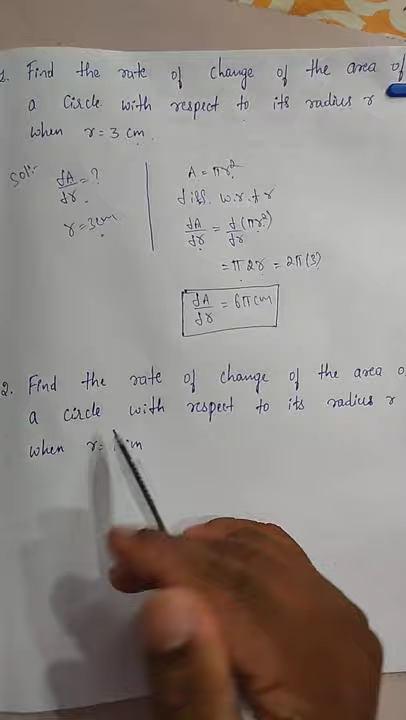 1. Find the rate of change of the area of
a circle with respect to its radius r
when r = 3 cm.
Sol:-
dA/dr = ?
r = 3cm
A = πr²
diff. w.r.t r
dA/dr = d/dr (πr²)
= π 2r = 2π(3)
dA/dr = 6π cm
2. Find the rate of change of the area o
a circle with respect to its radius r
when r = cm